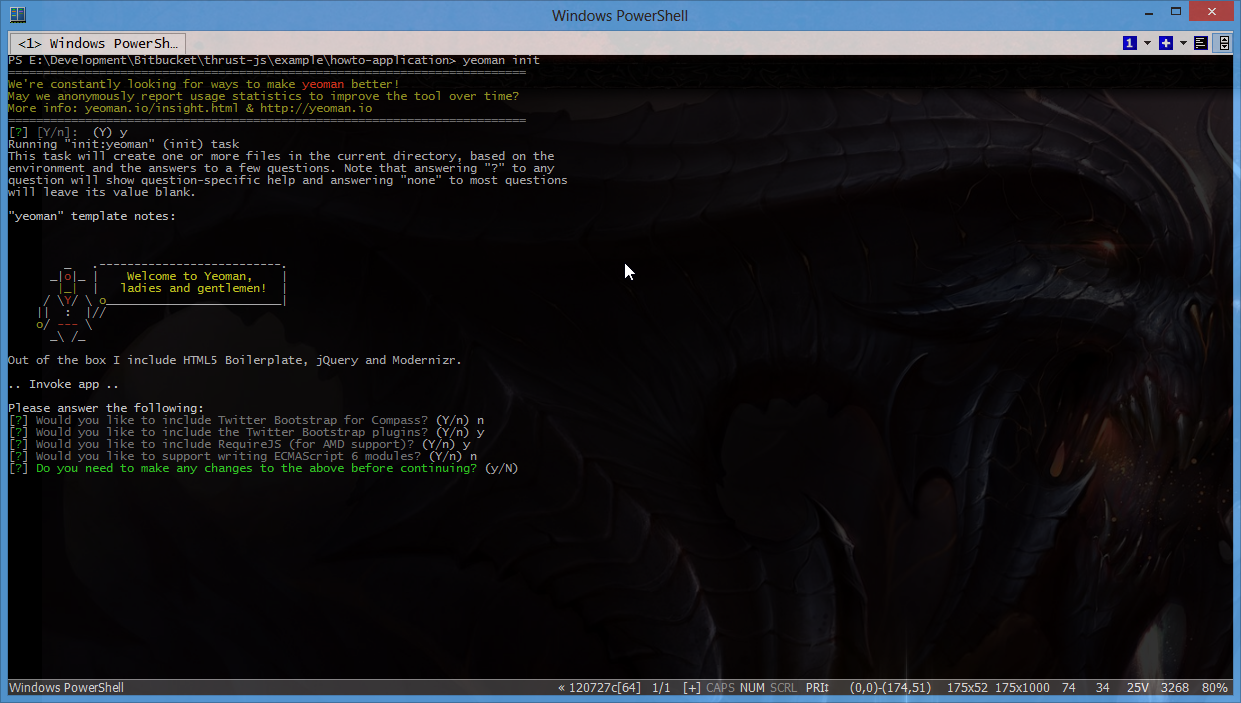 Windows PowerShell
<1> Windows PowerSh…
1
PS E:\Development\Bitbucket\thrust-js\example\howto-application> yeoman init
==========================================================================
We're constantly looking for ways to make yeoman better!
May we anonymously report usage statistics to improve the tool over time?
More info: yeoman.io/insight.html & http://yeoman.io
==========================================================================
[?] [Y/n]:  (Y) y
Running "init:yeoman" (init) task
This task will create one or more files in the current directory, based on the
environment and the answers to a few questions. Note that answering "?" to any
question will show question-specific help and answering "none" to most questions
will leave its value blank.
"yeoman" template notes:
        _   .--------------------------.
      _|o|_ |    Welcome to Yeoman,    |
       |_|  |   ladies and gentlemen!  |
     / \Y/ \ o_________________________|
    ||  :  |//
    o/ --- \
      _\ /_
Out of the box I include HTML5 Boilerplate, jQuery and Modernizr.
.. Invoke app ..
Please answer the following:
[?] Would you like to include Twitter Bootstrap for Compass? (Y/n) n
[?] Would you like to include the Twitter Bootstrap plugins? (Y/n) y
[?] Would you like to include RequireJS (for AMD support)? (Y/n) y
[?] Would you like to support writing ECMAScript 6 modules? (Y/n) n
[?] Do you need to make any changes to the above before continuing? (y/N)
Windows PowerShell « 120727c[64] 1/1 [+] CAPS NUM SCRL PRI↕ (0,0)-(174,51) 175x52 175x1000 74 34 25V 3268 80%